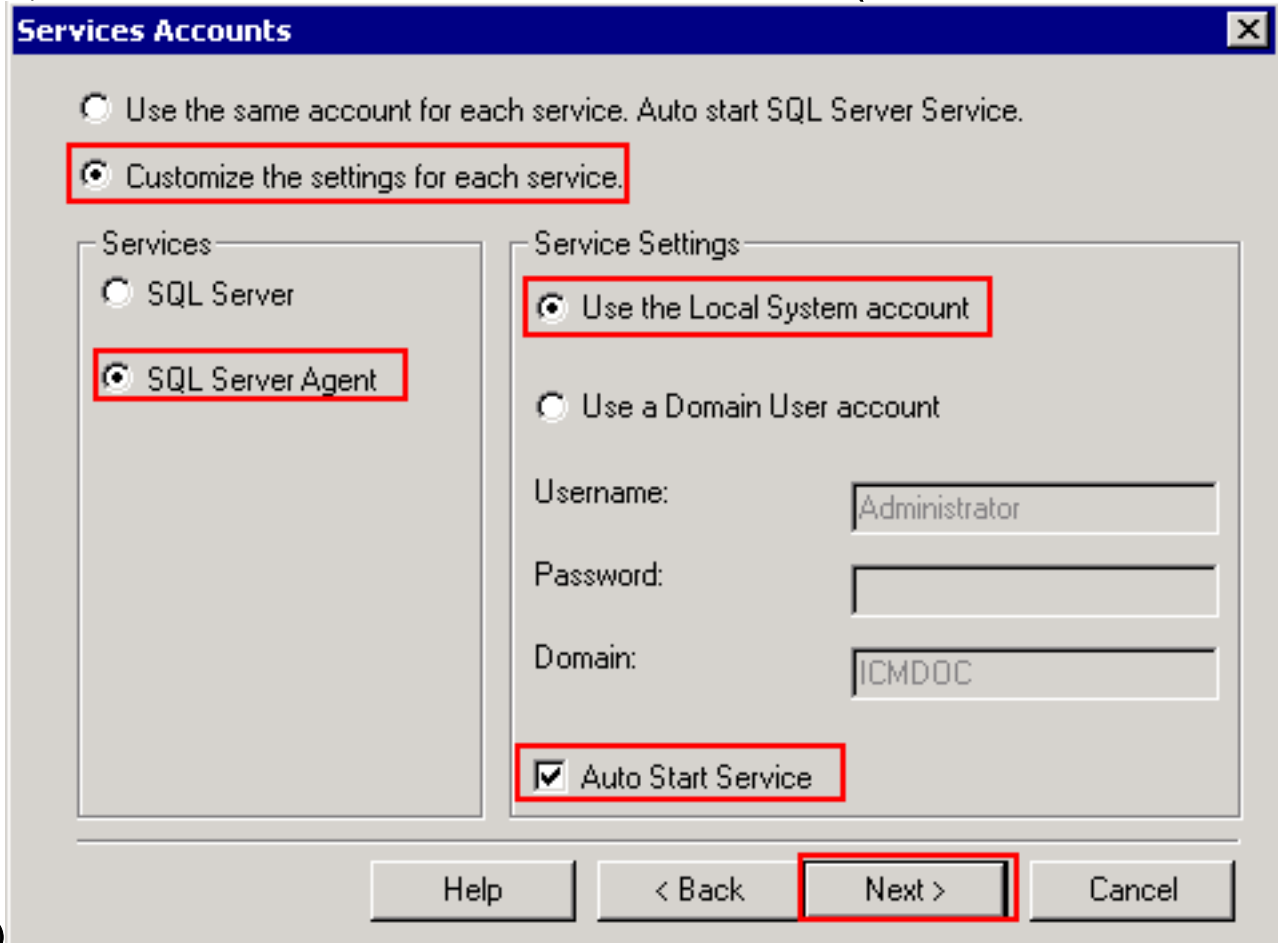 Services Accounts
Use the same account for each service. Auto start SQL Server Service.
Customize the settings for each service.
Services
SQL Server
SQL Server Agent
Service Settings
Use the Local System account
Use a Domain User account
Username: Administrator
Password:
Domain: ICMDOC
Auto Start Service
Help < Back Next > Cancel
)